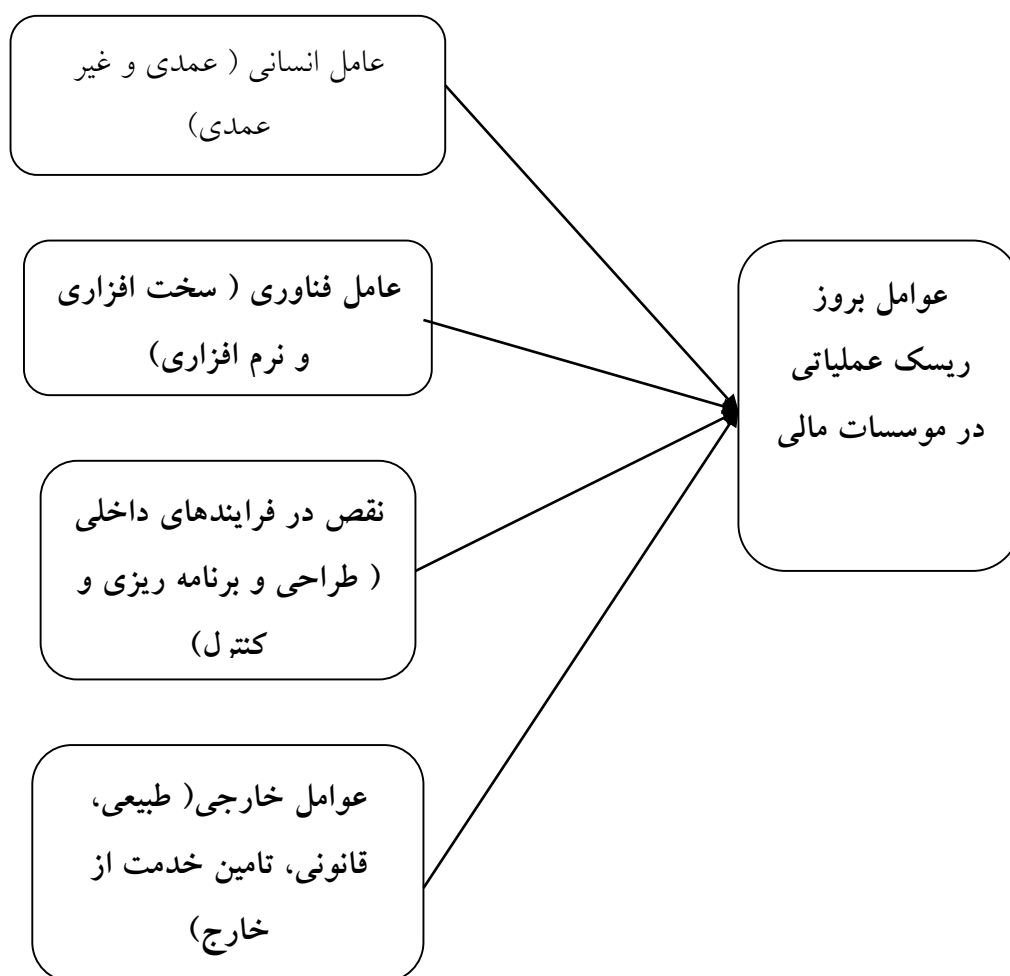 عامل انسانی ( عمدی و غیر
عمدی)
عامل فناوری ( سخت افزاری
و نرم افزاری)
نقص در فرایندهای داخلی
( طراحی و برنامه ریزی و
کنترل)
عوامل خارجی( طبیعی،
قانونی، تامین خدمت از
خارج)
عوامل بروز
ریسک عملیاتی
در موسسات مالی